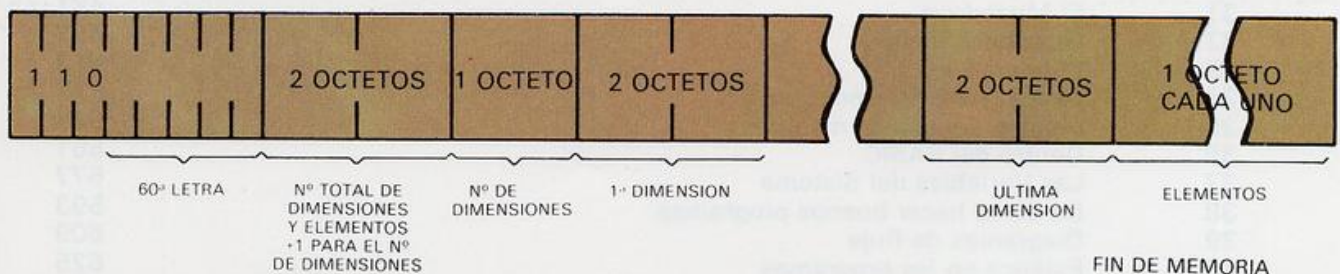 1 1 0
2 OCTETOS
1 OCTETO
2 OCTETOS
2 OCTETOS
1 OCTETO
CADA UNO
60ª LETRA
Nº TOTAL DE
DIMENSIONES
Y ELEMENTOS
+1 PARA EL Nº
DE DIMENSIONES
Nº DE
DIMENSIONES
1ª DIMENSION
ULTIMA
DIMENSION
ELEMENTOS
FIN DE MEMORIA